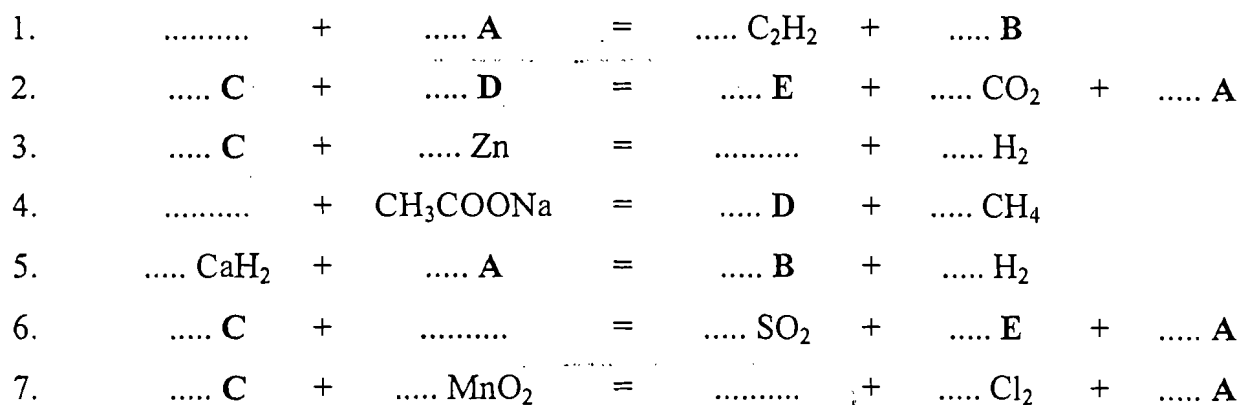 1. .......... + ..... A = ..... C₂H₂ + ..... B
2. ..... C + ..... D = ..... E + ..... CO₂ + ..... A
3. ..... C + ..... Zn = .......... + ..... H₂
4. .......... + CH₃COONa = ..... D + ..... CH₄
5. ..... CaH₂ + ..... A = ..... B + ..... H₂
6. ..... C + .......... = ..... SO₂ + ..... E + ..... A
7. ..... C + ..... MnO₂ = .......... + ..... Cl₂ + ..... A